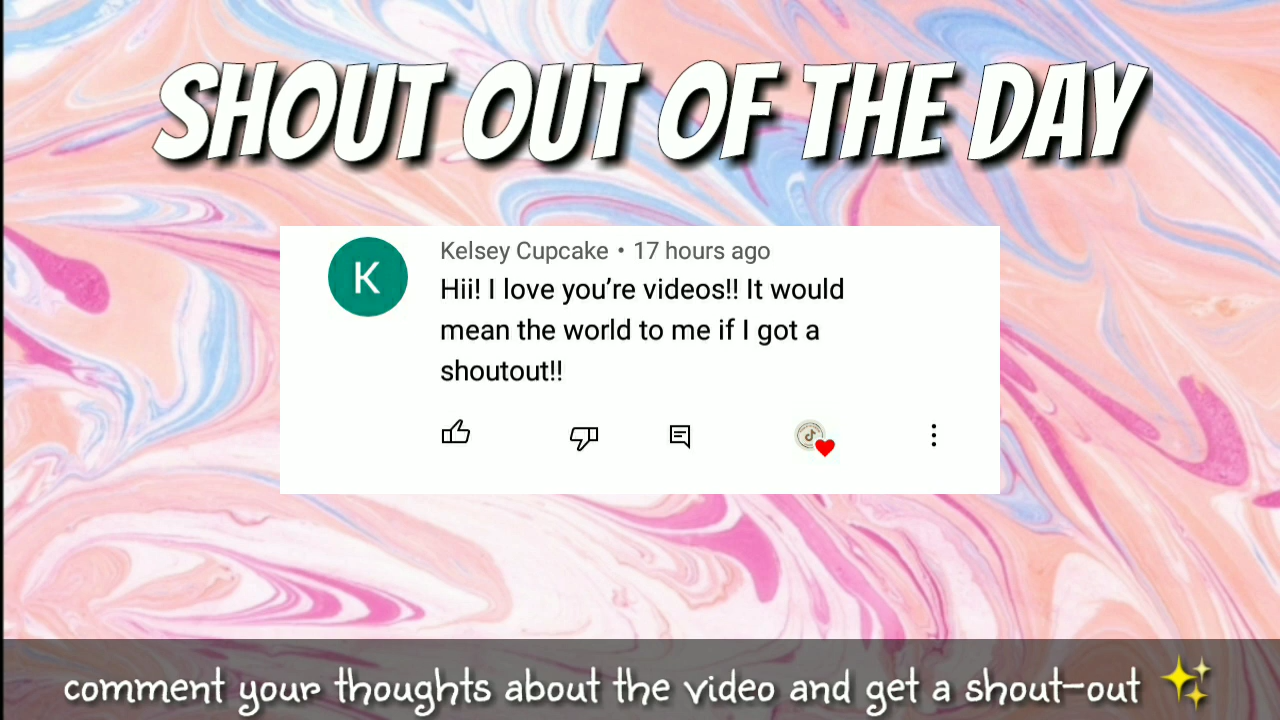 SHOUT OUT OF THE DAY
K
Kelsey Cupcake • 17 hours ago
Hii! I love you’re videos!! It would
mean the world to me if I got a
shoutout!!
comment your thoughts about the video and get a shout-out ✨